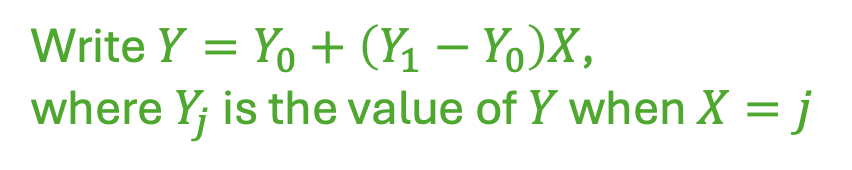 Write Y = Y₀ + (Y₁ − Y₀)X,
where Yⱼ is the value of Y when X = j